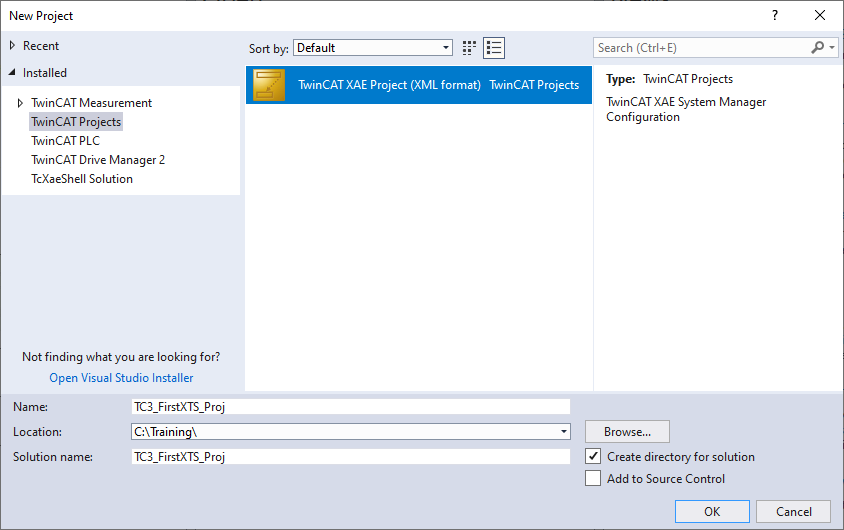 New Project
?
Recent
Installed
TwinCAT Measurement
TwinCAT Projects
TwinCAT PLC
TwinCAT Drive Manager 2
TcXaeShell Solution
Not finding what you are looking for?
Open Visual Studio Installer
Sort by: Default
TwinCAT XAE Project (XML format) TwinCAT Projects
Search (Ctrl+E)
Type: TwinCAT Projects
TwinCAT XAE System Manager
Configuration
Name: TC3_FirstXTS_Proj
Location: C:\Training\ Browse...
Solution name: TC3_FirstXTS_Proj
Create directory for solution
Add to Source Control
OK Cancel